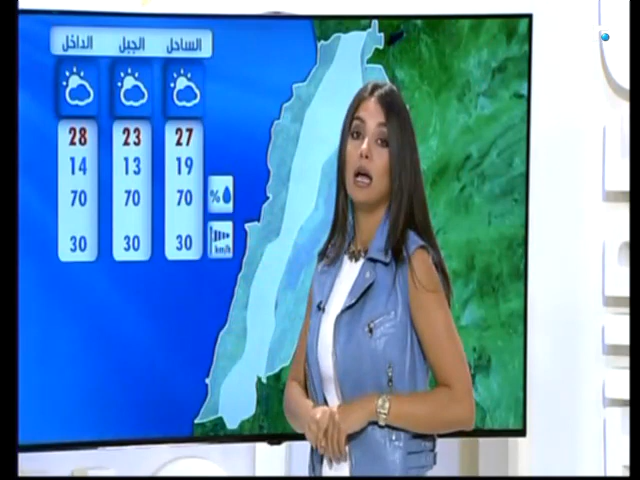 الساحل الجبل الداخل
27 23 28
19 13 14
% 70 70 70
km/h 30 30 30